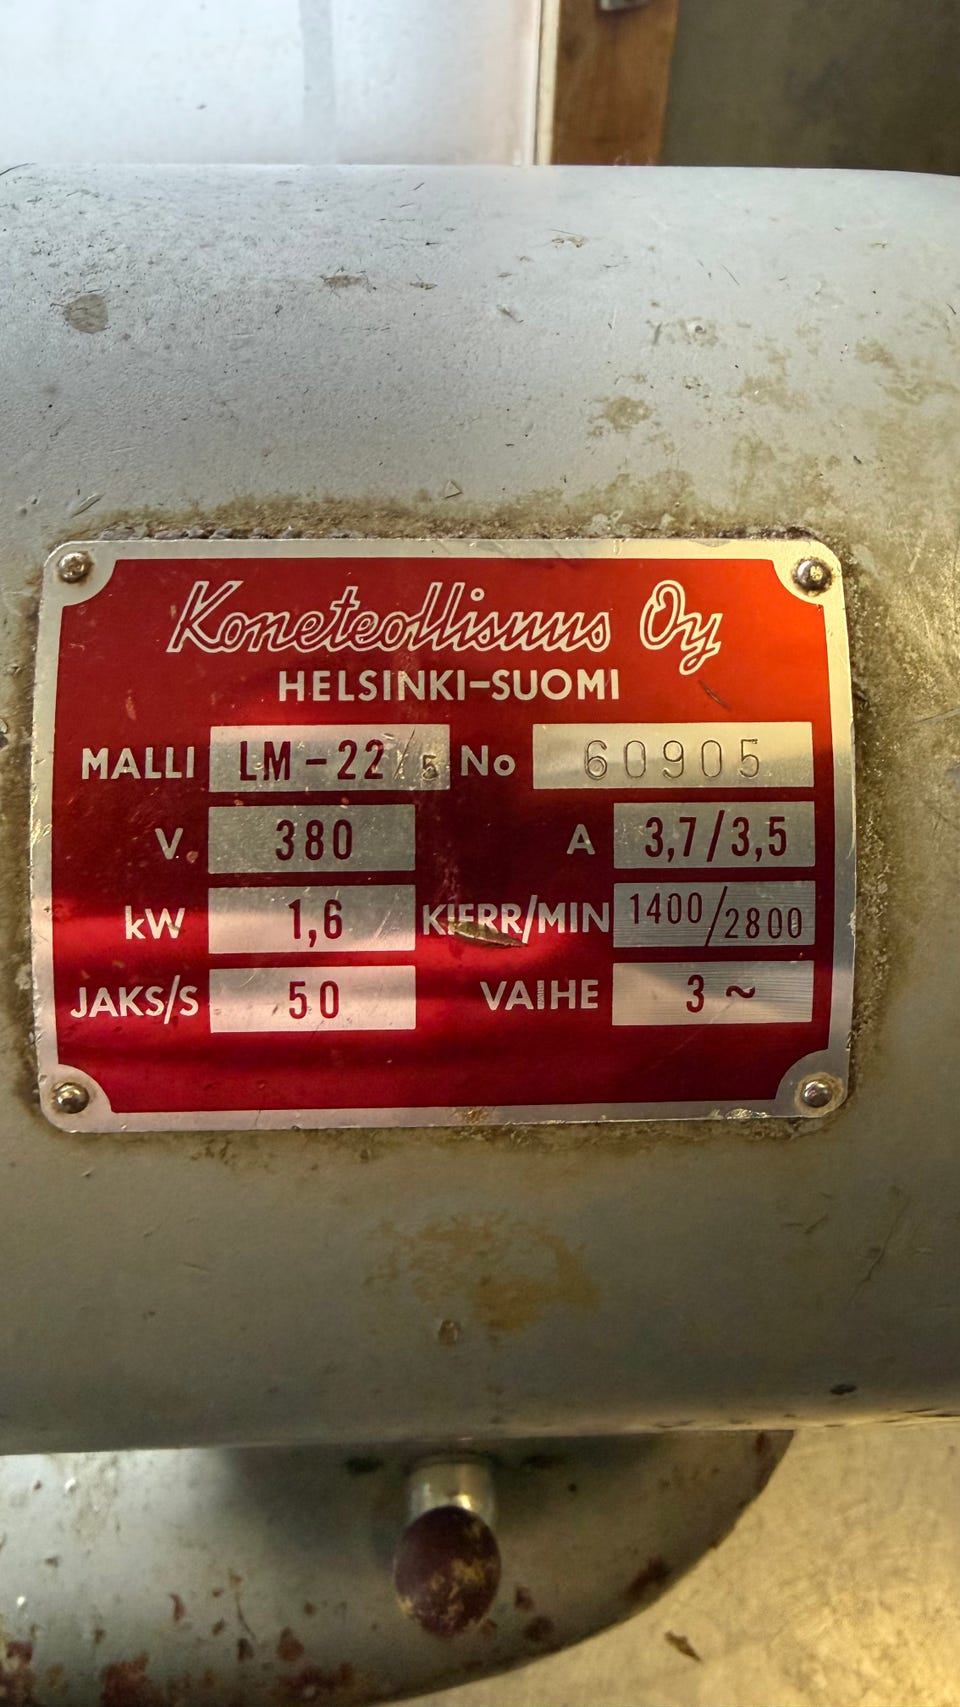 Koneteollisuus Oy
HELSINKI-SUOMI
MALLI LM-22/5 No 60905
V 380 A 3,7/3,5
kW 1,6 KIERR/MIN 1400/2800
JAKS/S 50 VAIHE 3 ~